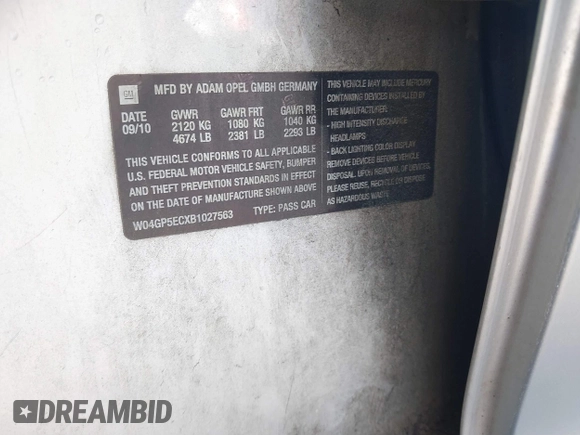 GM
MFD BY ADAM OPEL GMBH GERMANY
DATE GVWR GAWR FRT GAWR RR
09/10 2120 KG 1080 KG 1040 KG
4674 LB 2381 LB 2293 LB
THIS VEHICLE CONFORMS TO ALL APPLICABLE
U.S. FEDERAL MOTOR VEHICLE SAFETY, BUMPER
AND THEFT PREVENTION STANDARDS IN EFFECT
ON THE DATE OF MANUFACTURE SHOWN ABOVE.
W04GP5ECXB1027563 TYPE: PASS CAR
THIS VEHICLE MAY INCLUDE MERCURY
CONTAINING DEVICES INSTALLED BY
THE MANUFACTURER:
- HIGH INTENSITY DISCHARGE
HEADLAMPS
- BACK LIGHTING COLOR DISPLAY
REMOVE DEVICES BEFORE VEHICLE
DISPOSAL. UPON REMOVAL OF DEVICES,
PLEASE REUSE, RECYCLE OR DISPOSE
AS HAZARDOUS WASTE.
DREAMBID